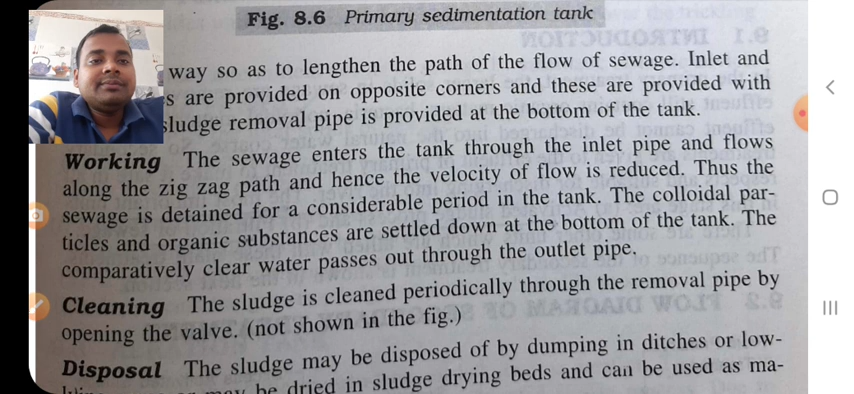 Fig. 8.6 Primary sedimentation tank
way so as to lengthen the path of the flow of sewage. Inlet and
s are provided on opposite corners and these are provided with
sludge removal pipe is provided at the bottom of the tank.
Working The sewage enters the tank through the inlet pipe and flows
along the zig zag path and hence the velocity of flow is reduced. Thus the
sewage is detained for a considerable period in the tank. The colloidal par-
ticles and organic substances are settled down at the bottom of the tank. The
comparatively clear water passes out through the outlet pipe.
Cleaning The sludge is cleaned periodically through the removal pipe by
opening the valve. (not shown in the fig.)
Disposal The sludge may be disposed of by dumping in ditches or low-
may be dried in sludge drying beds and can be used as ma-